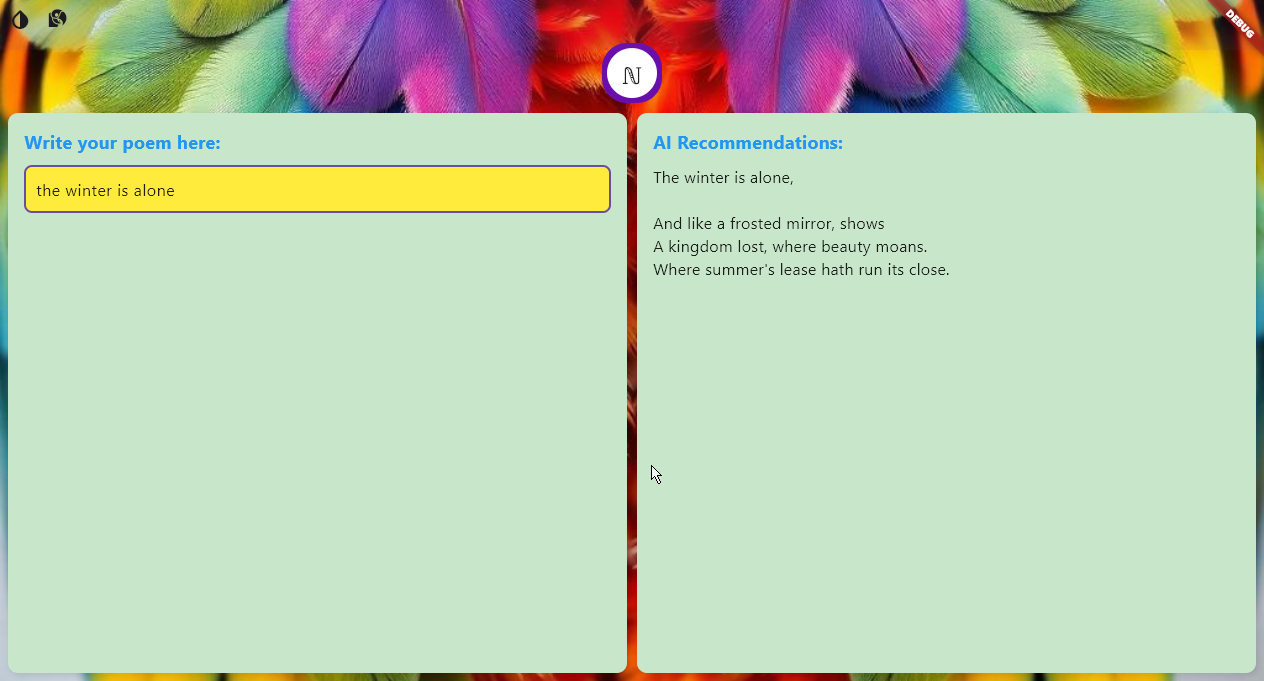 DEBUG
ℕ
Write your poem here:
the winter is alone
AI Recommendations:
The winter is alone,
And like a frosted mirror, shows
A kingdom lost, where beauty moans.
Where summer's lease hath run its close.